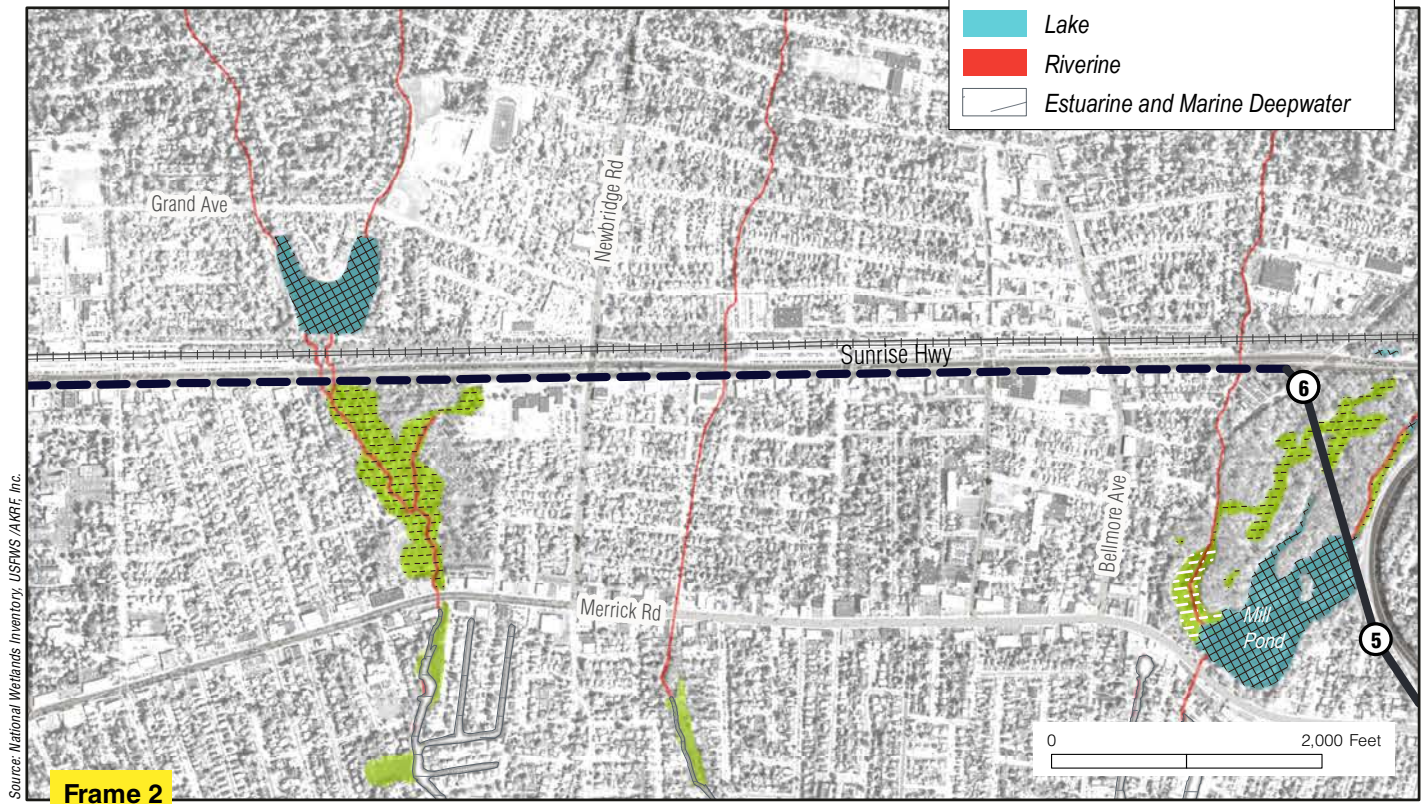 Lake
Riverine
Estuarine and Marine Deepwater
Grand Ave
Newbridge Rd
Sunrise Hwy
6
Bellmore Ave
Merrick Rd
Mill
Pond
5
0
2,000 Feet
Source: National Wetlands Inventory, USFWS /AKRF, Inc.
Frame 2